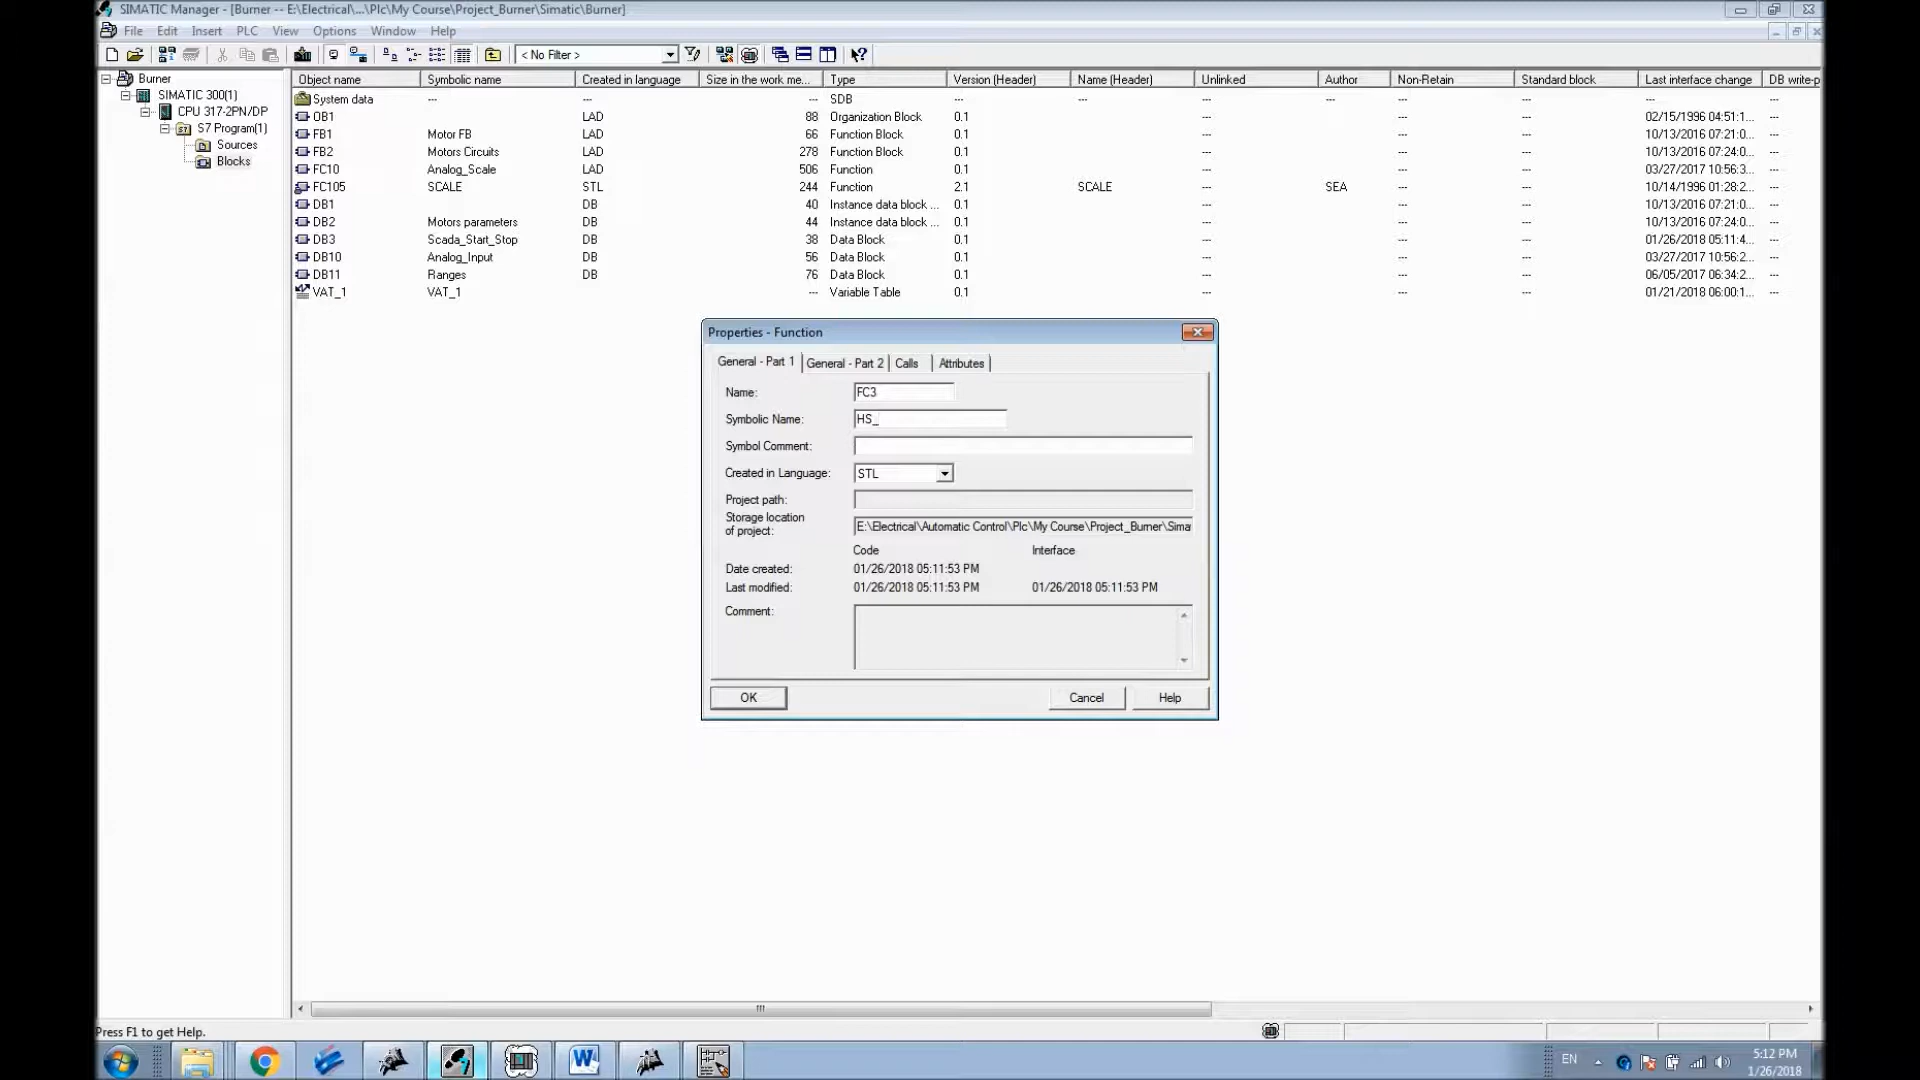 SIMATIC Manager - [Burner -- E:\Electrical\...\Plc\My Course\Project_Burner\Simatic\Burner]
File Edit Insert PLC View Options Window Help
< No Filter >
Burner
SIMATIC 300(1)
CPU 317-2PN/DP
S7 Program(1)
Sources
Blocks
Object name Symbolic name Created in language Size in the work me... Type Version (Header) Name (Header) Unlinked Author Non-Retain Standard block Last interface change DB write-p
System data --- --- --- SDB --- --- --- --- --- --- --- ---
OB1 LAD 88 Organization Block 0.1 --- --- --- 02/15/1996 04:51:1... ---
FB1 Motor FB LAD 66 Function Block 0.1 --- --- --- 10/13/2016 07:21:0... ---
FB2 Motors Circuits LAD 278 Function Block 0.1 --- --- --- 10/13/2016 07:24:0... ---
FC10 Analog_Scale LAD 506 Function 0.1 --- --- --- 03/27/2017 10:56:3... ---
FC105 SCALE STL 244 Function 2.1 SCALE --- SEA --- --- 10/14/1996 01:28:2... ---
DB1 DB 40 Instance data block ... 0.1 --- --- --- 10/13/2016 07:21:0... ---
DB2 Motors parameters DB 44 Instance data block ... 0.1 --- --- --- 10/13/2016 07:24:0... ---
DB3 Scada_Start_Stop DB 38 Data Block 0.1 --- --- --- 01/26/2018 05:11:4... ---
DB10 Analog_Input DB 56 Data Block 0.1 --- --- --- 03/27/2017 10:56:2... ---
DB11 Ranges DB 76 Data Block 0.1 --- --- --- 06/05/2017 06:34:2... ---
VAT_1 VAT_1 --- Variable Table 0.1 --- --- --- 01/21/2018 06:00:1... ---
Properties - Function
General - Part 1 General - Part 2 Calls Attributes
Name: FC3
Symbolic Name: HS_
Symbol Comment:
Created in Language: STL
Project path:
Storage location
of project: E:\Electrical\Automatic Control\Plc\My Course\Project_Burner\Sima
Code Interface
Date created: 01/26/2018 05:11:53 PM
Last modified: 01/26/2018 05:11:53 PM 01/26/2018 05:11:53 PM
Comment:
OK Cancel Help
Press F1 to get Help.
EN 5:12 PM
1/26/2018